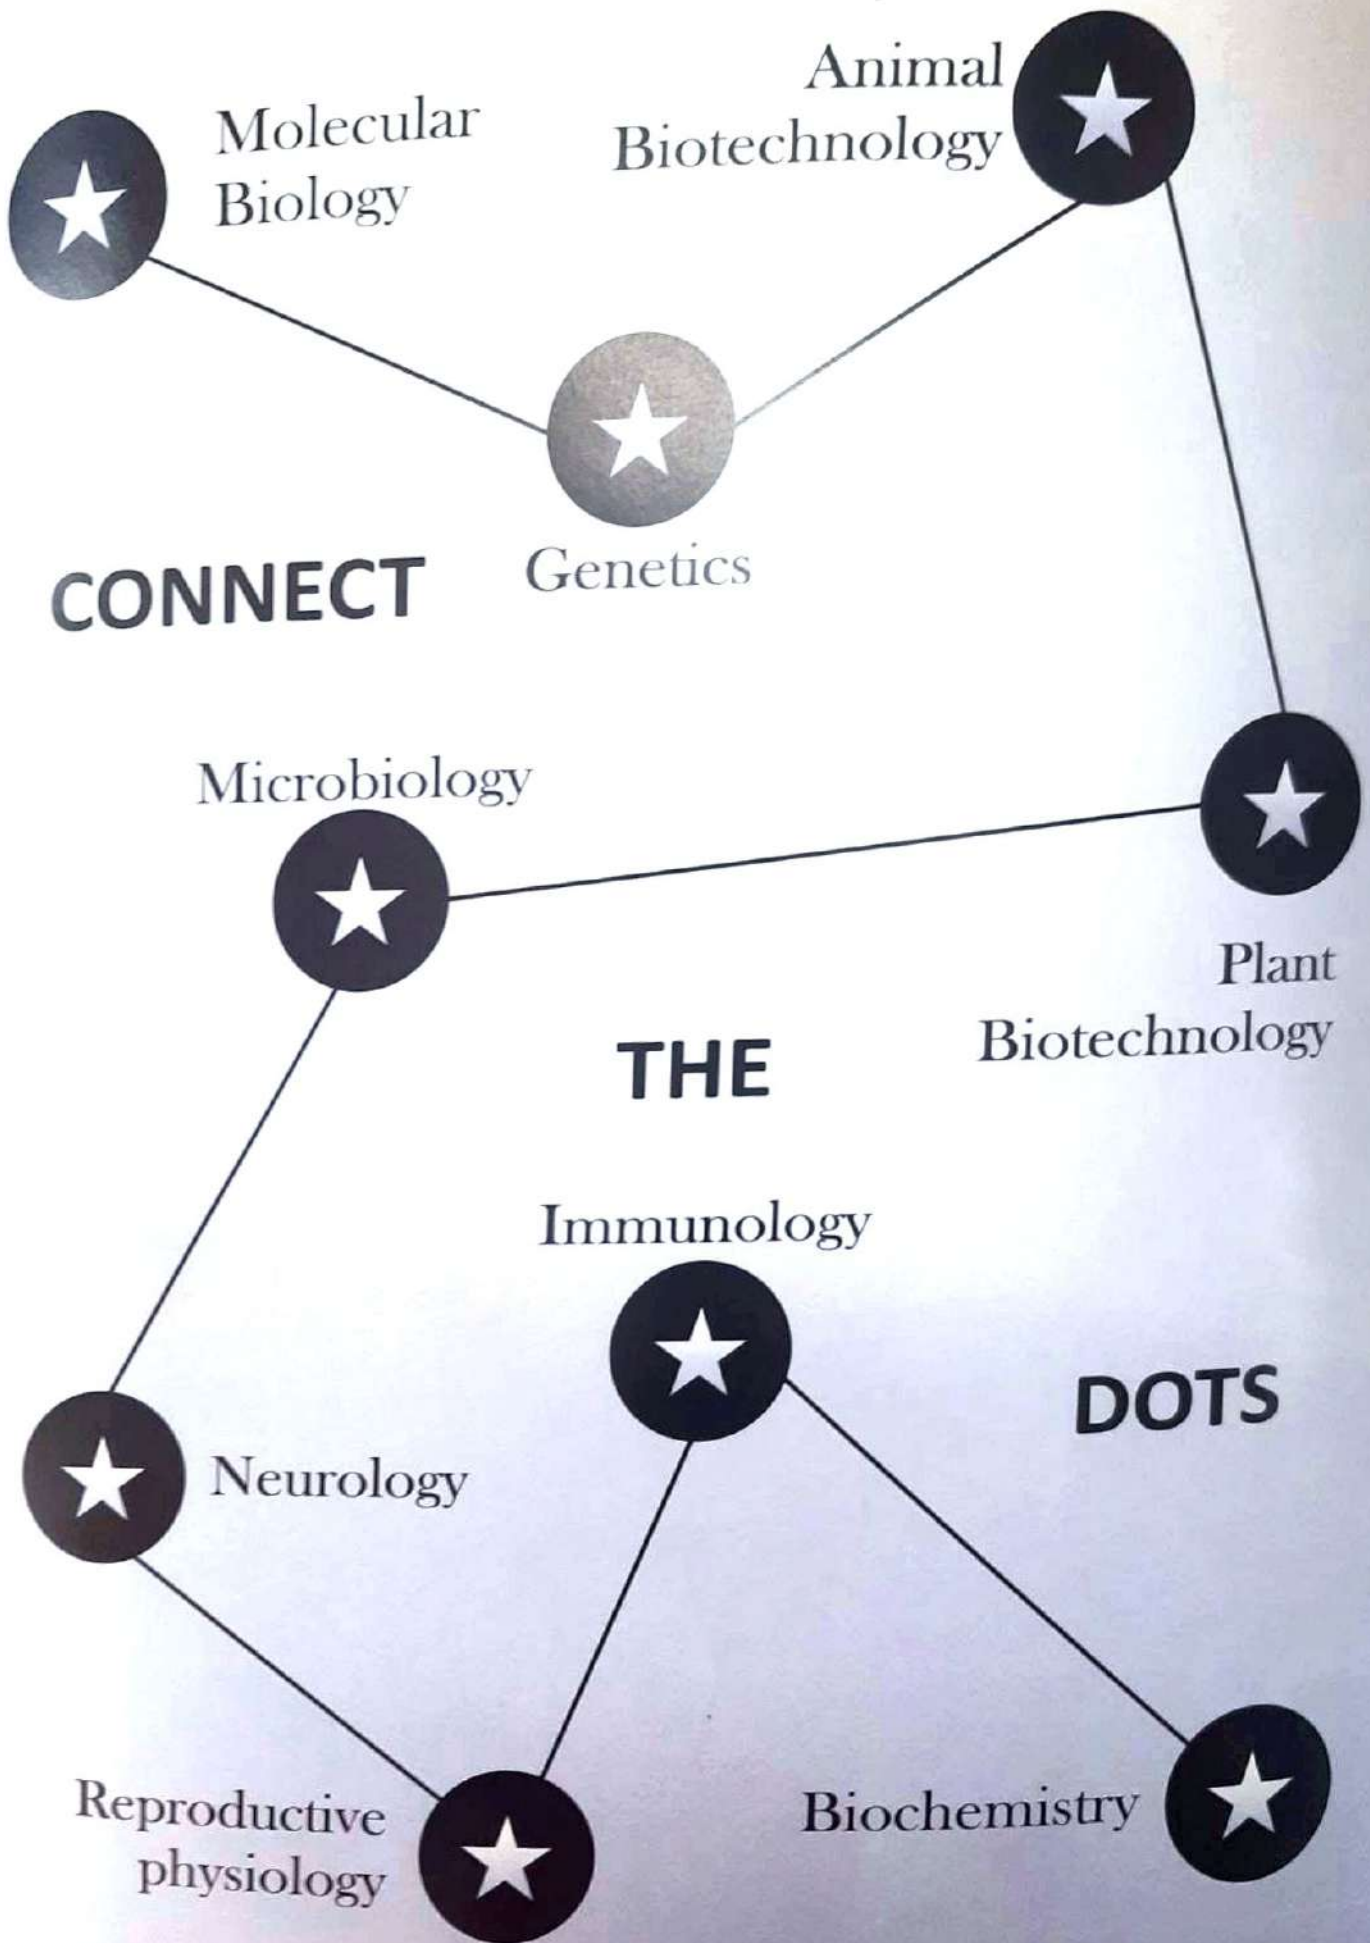 Animal
Biotechnology
Molecular
Biology
Genetics
CONNECT
Microbiology
Plant
Biotechnology
THE
Immunology
DOTS
Neurology
Reproductive
physiology
Biochemistry